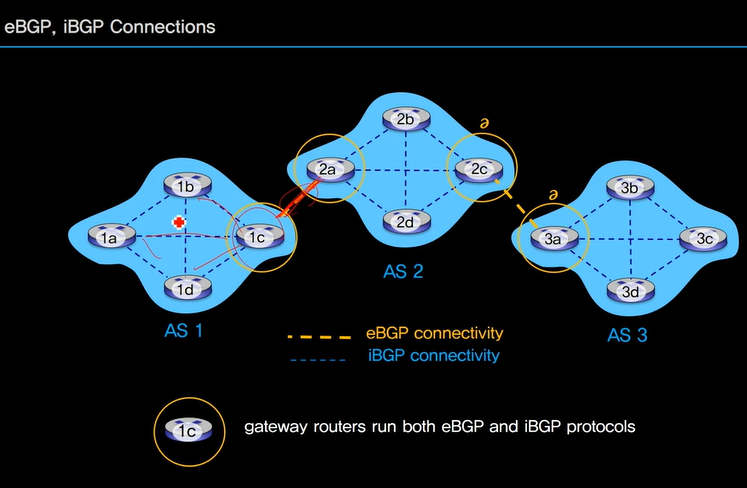 eBGP, iBGP Connections
2b
∂
2a
2c
1b
∂
3b
1a
1c
2d
3a
3c
1d
AS 2
3d
AS 1
AS 3
eBGP connectivity
iBGP connectivity
1c
gateway routers run both eBGP and iBGP protocols